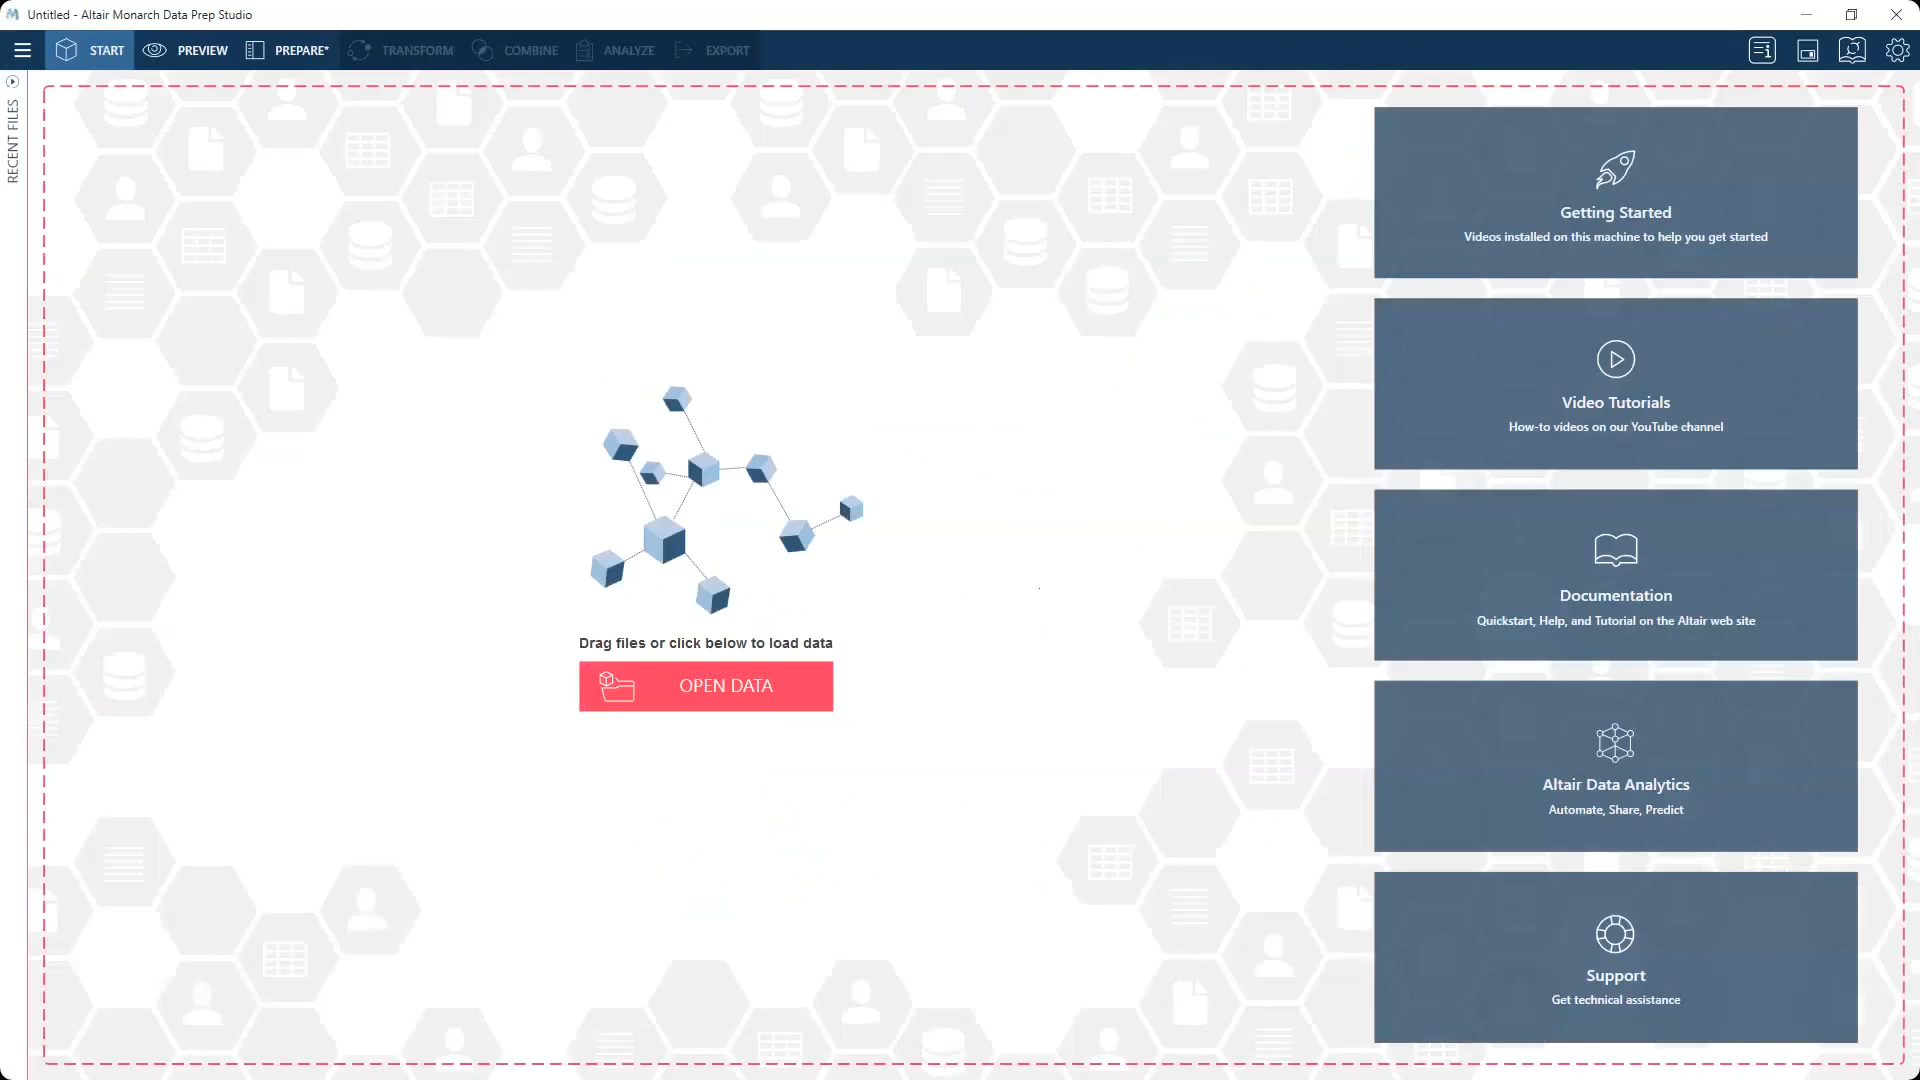 Untitled - Altair Monarch Data Prep Studio
START
PREVIEW
PREPARE*
TRANSFORM
COMBINE
ANALYZE
EXPORT
RECENT FILES
Drag files or click below to load data
OPEN DATA
Getting Started
Videos installed on this machine to help you get started
Video Tutorials
How-to videos on our YouTube channel
Documentation
Quickstart, Help, and Tutorial on the Altair web site
Altair Data Analytics
Automate, Share, Predict
Support
Get technical assistance